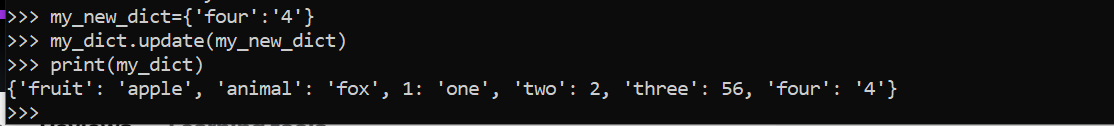 >>> my_new_dict={'four':'4'}
>>> my_dict.update(my_new_dict)
>>> print(my_dict)
{'fruit': 'apple', 'animal': 'fox', 1: 'one', 'two': 2, 'three': 56, 'four': '4'}
>>>